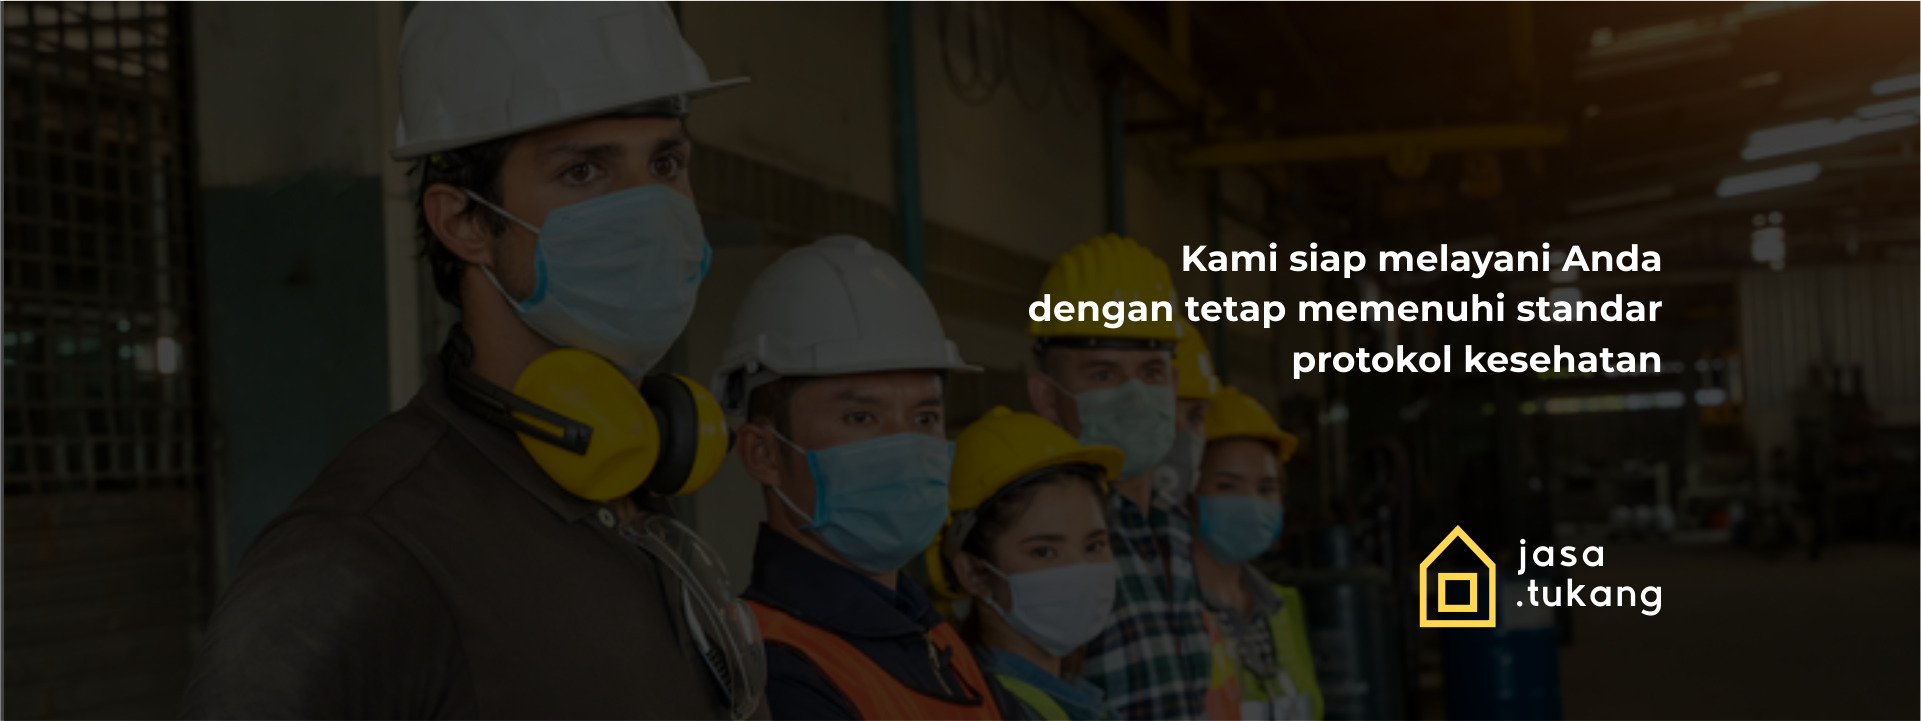 Kami siap melayani Anda
dengan tetap memenuhi standar
protokol kesehatan
jasa
.tukang